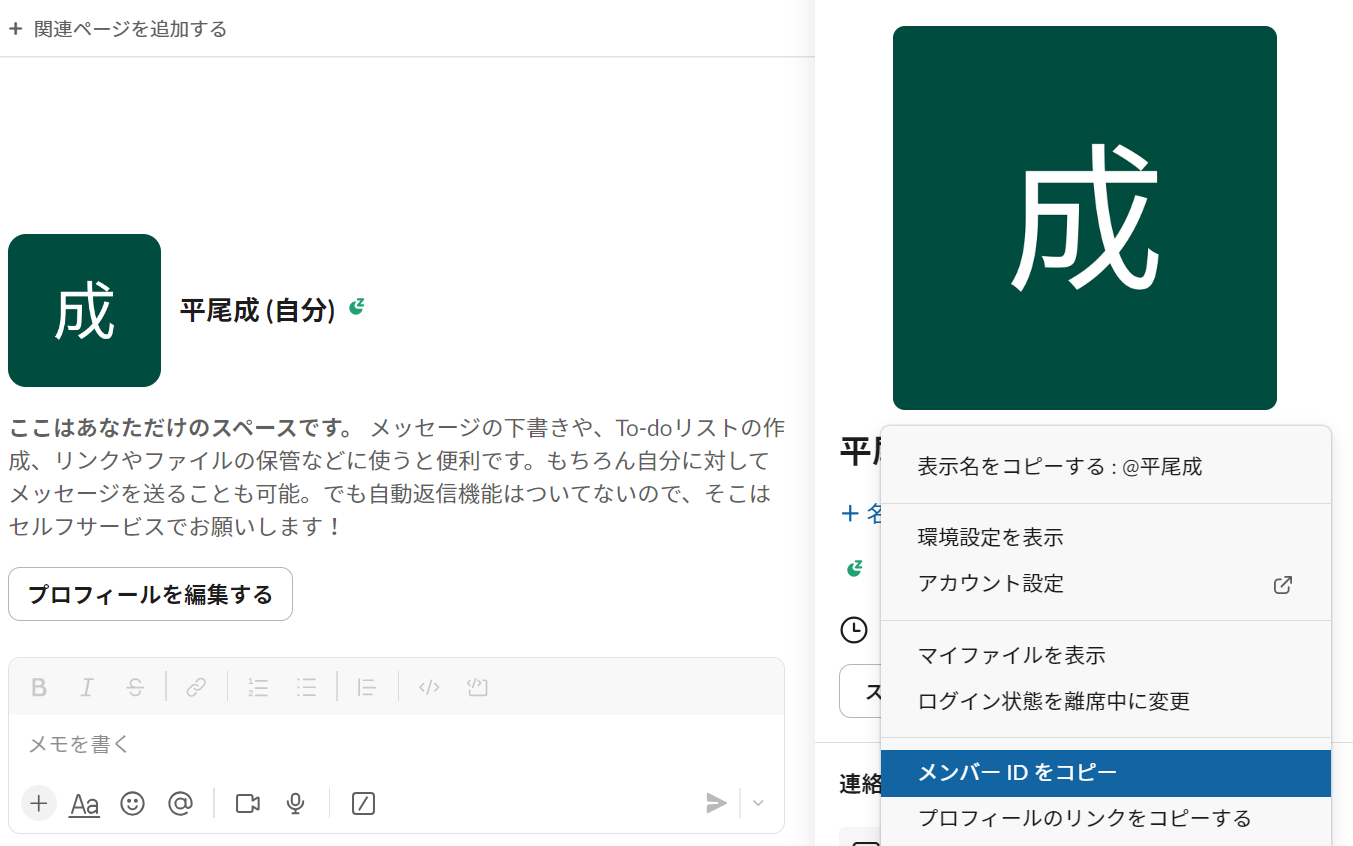 + 関連ページを追加する
成
平尾成 (自分)
ここはあなただけのスペースです。 メッセージの下書きや、To-doリストの作
成、リンクやファイルの保管などに使うと便利です。もちろん自分に対して
メッセージを送ることも可能。でも自動返信機能はついてないので、そこは
セルフサービスでお願いします！
プロフィールを編集する
B I S
メモを書く
+ Aa @
成
平
+ 名
ス
連絡
表示名をコピーする : @平尾成
環境設定を表示
アカウント設定
マイファイルを表示
ログイン状態を離席中に変更
メンバー ID をコピー
プロフィールのリンクをコピーする